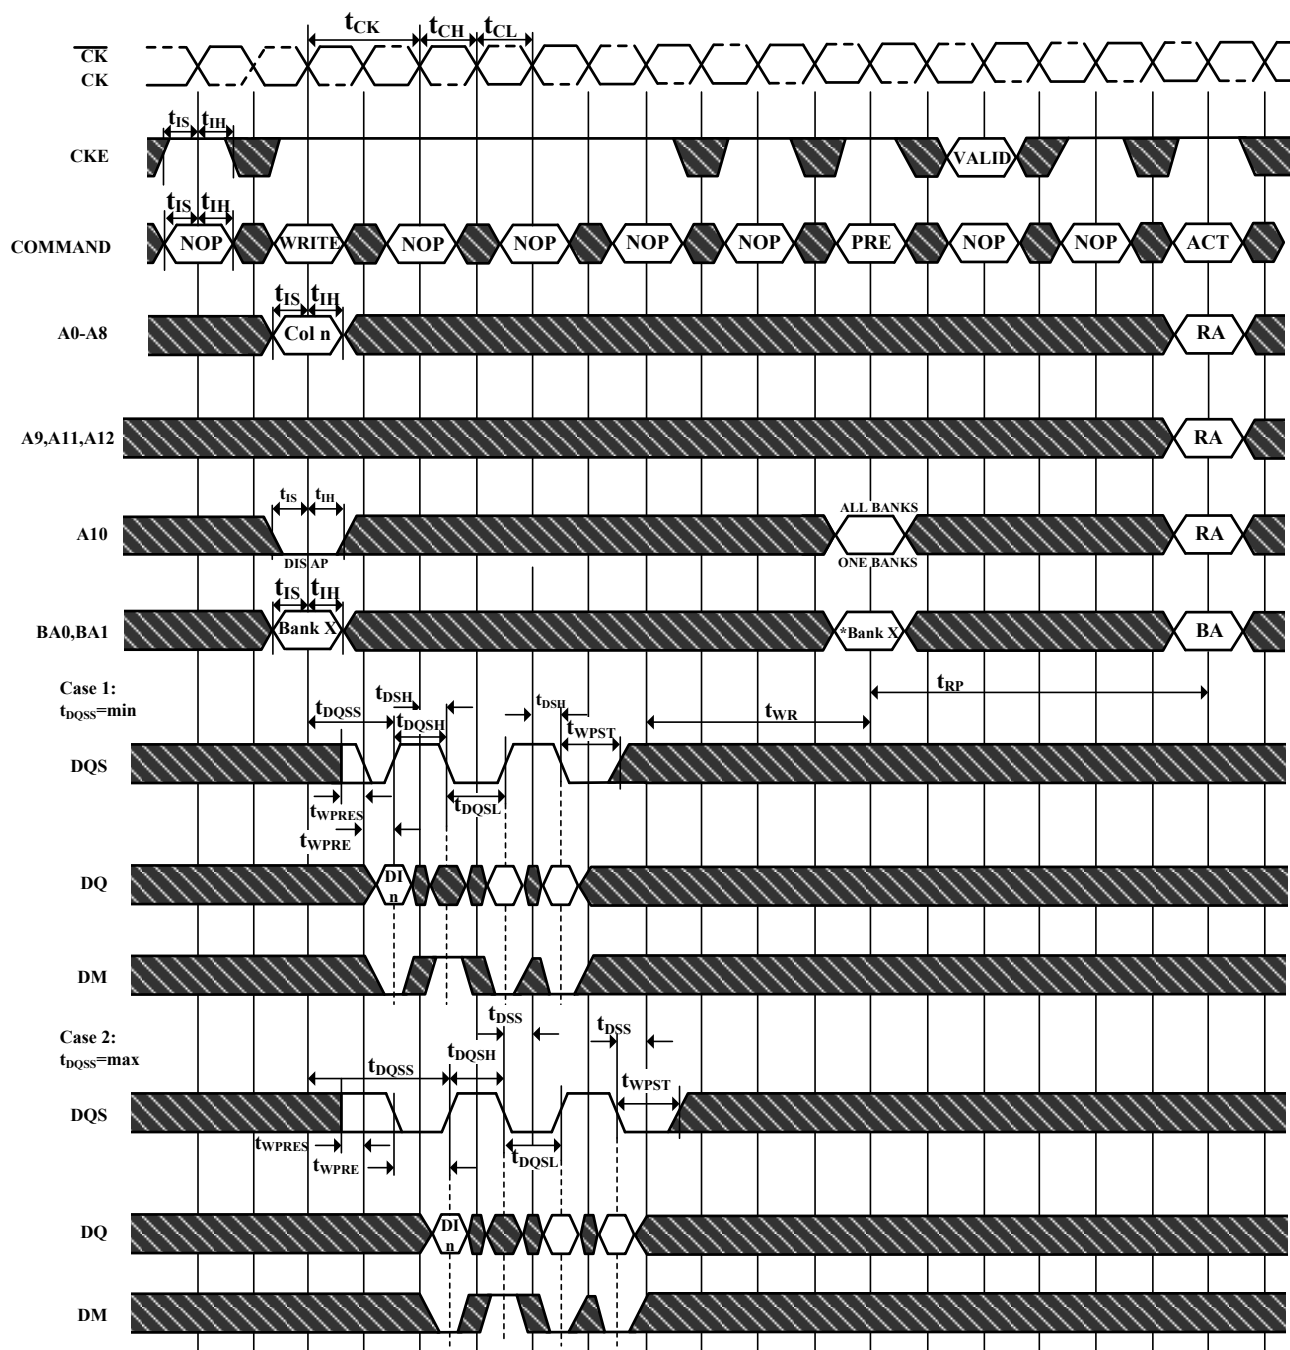 tCK tCH tCL
CK
CK
tIS tIH
CKE VALID
tIS tIH
COMMAND NOP WRITE NOP NOP NOP NOP PRE NOP NOP ACT
tIS tIH
A0-A8 Col n RA
A9,A11,A12 RA
tIS tIH
ALL BANKS
A10 RA
DIS AP ONE BANKS
tIS tIH
BA0,BA1 Bank X *Bank X BA
Case 1:
tDQSS=min
tDSH tDSH tRP
tDQSS tDQSH tWPST tWR
DQS
tWPRES tDQSL
tWPRE
DQ DI
n
DM
Case 2:
tDQSS=max
tDSS tDSS
tDQSS tDQSH tWPST
DQS
tWPRES tWPRE tDQSL
DQ DI
n
DM